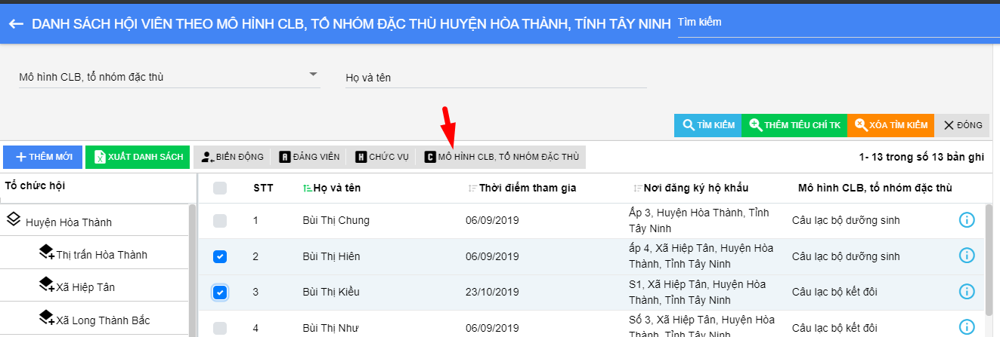 DANH SÁCH HỘI VIÊN THEO MÔ HÌNH CLB, TỔ NHÓM ĐẶC THÙ HUYỆN HÒA THÀNH, TỈNH TÂY NINH Tìm kiếm
Mô hình CLB, tổ nhóm đặc thù Họ và tên
TÌM KIẾM THÊM TIÊU CHÍ TK XÓA TÌM KIẾM ĐÓNG
THÊM MỚI XUẤT DANH SÁCH BIẾN ĐỘNG A ĐẢNG VIÊN H CHỨC VỤ C MÔ HÌNH CLB, TỔ NHÓM ĐẶC THÙ 1- 13 trong số 13 bản ghi
Tổ chức hội STT Họ và tên Thời điểm tham gia Nơi đăng ký hộ khẩu Mô hình CLB, tổ nhóm đặc thù
Huyện Hòa Thành
Thị trấn Hòa Thành
Xã Hiệp Tân
Xã Long Thành Bắc
1 Bùi Thị Chung 06/09/2019 Ấp 3, Huyện Hòa Thành, Tỉnh Câu lạc bộ dưỡng sinh
Tây Ninh
2 Bùi Thị Hiên 06/09/2019 ấp 4, Xã Hiệp Tân, Huyện Hòa Câu lạc bộ dưỡng sinh
Thành, Tỉnh Tây Ninh
3 Bùi Thị Kiều 23/10/2019 S1, Xã Hiệp Tân, Huyện Hòa Câu lạc bộ kết đôi
Thành, Tỉnh Tây Ninh
4 Bùi Thị Như 06/09/2019 Số 3, Xã Hiệp Tân, Huyện Hòa Câu lạc bộ kết đôi
Thành, Tỉnh Tây Ninh